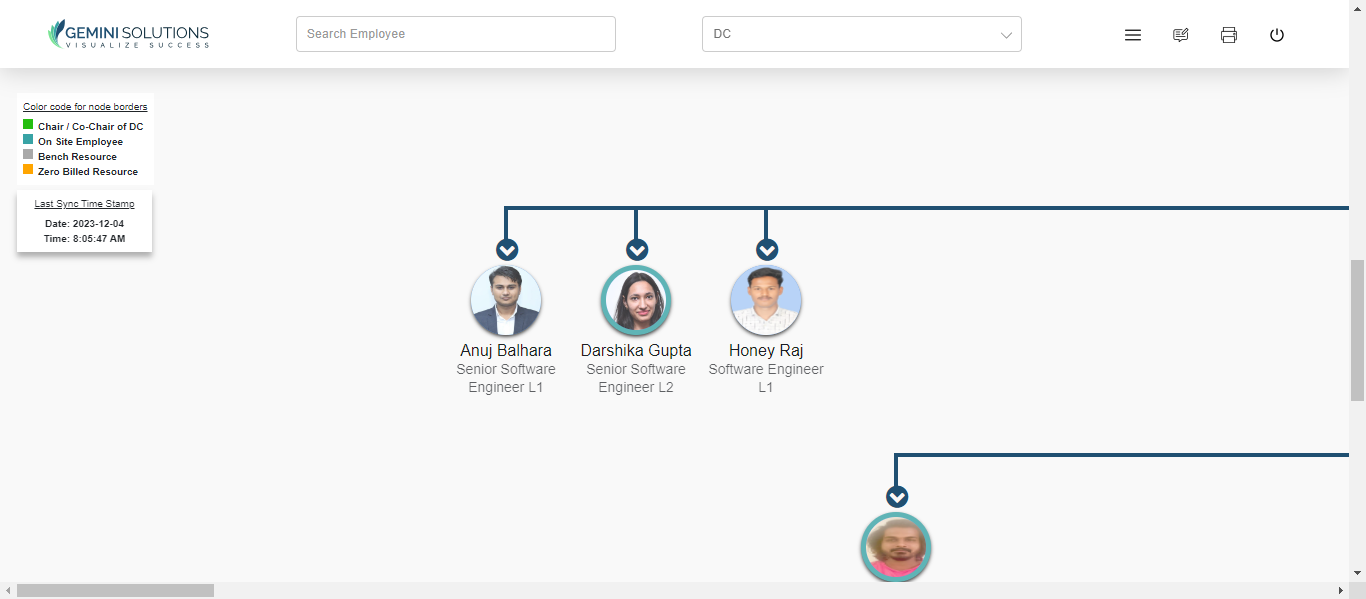 GEMINI SOLUTIONS
VISUALIZE SUCCESS
Search Employee
DC
Color code for node borders
Chair / Co-Chair of DC
On Site Employee
Bench Resource
Zero Billed Resource
Last Sync Time Stamp
Date: 2023-12-04
Time: 8:05:47 AM
Anuj Balhara
Senior Software
Engineer L1
Darshika Gupta
Senior Software
Engineer L2
Honey Raj
Software Engineer
L1